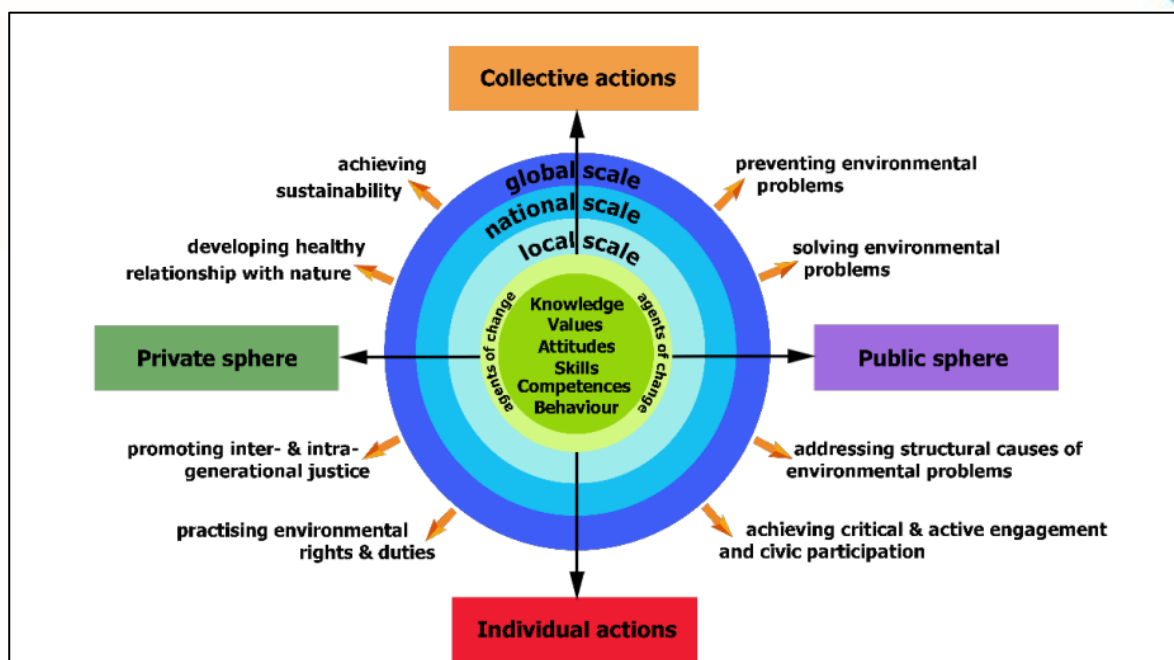 Collective actions
achieving
sustainability
preventing environmental
problems
global scale
national scale
local scale
developing healthy
relationship with nature
solving environmental
problems
agents of change
Knowledge
Values
Attitudes
Skills
Competences
Behaviour
agents of change
Private sphere
Public sphere
promoting inter- & intra-
generational justice
addressing structural causes of
environmental problems
practising environmental
rights & duties
achieving critical & active engagement
and civic participation
Individual actions